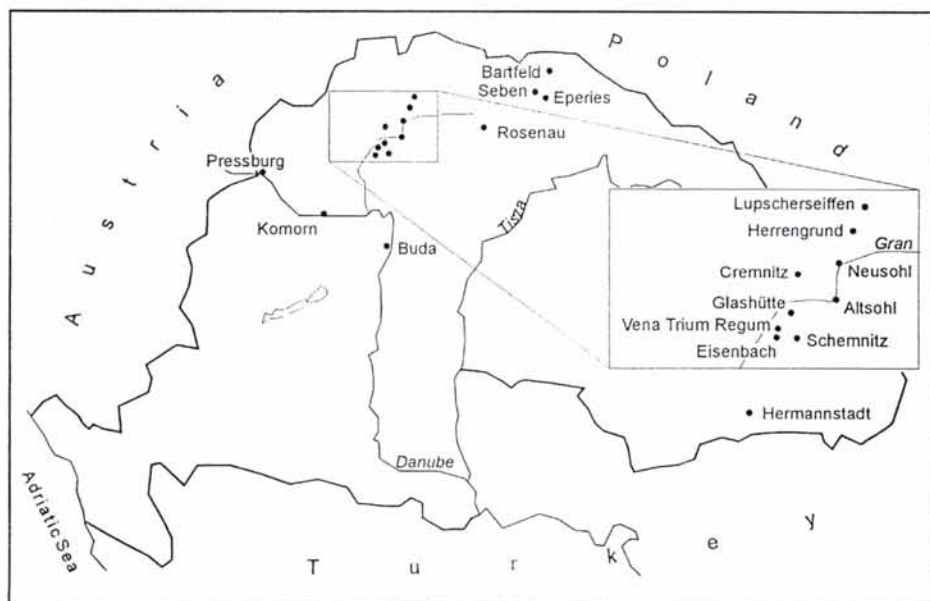 Poland
Austria
Bartfeld
Seben
Eperies
Rosenau
Pressburg
Komorn
Buda
Tisza
Lupscherseiffen
Herrengrund
Gran
Cremnitz
Neusohl
Glashütte
Altsohl
Vena Trium Regum
Eisenbach
Schemnitz
Hermannstadt
Danube
Adriatic Sea
Turkey